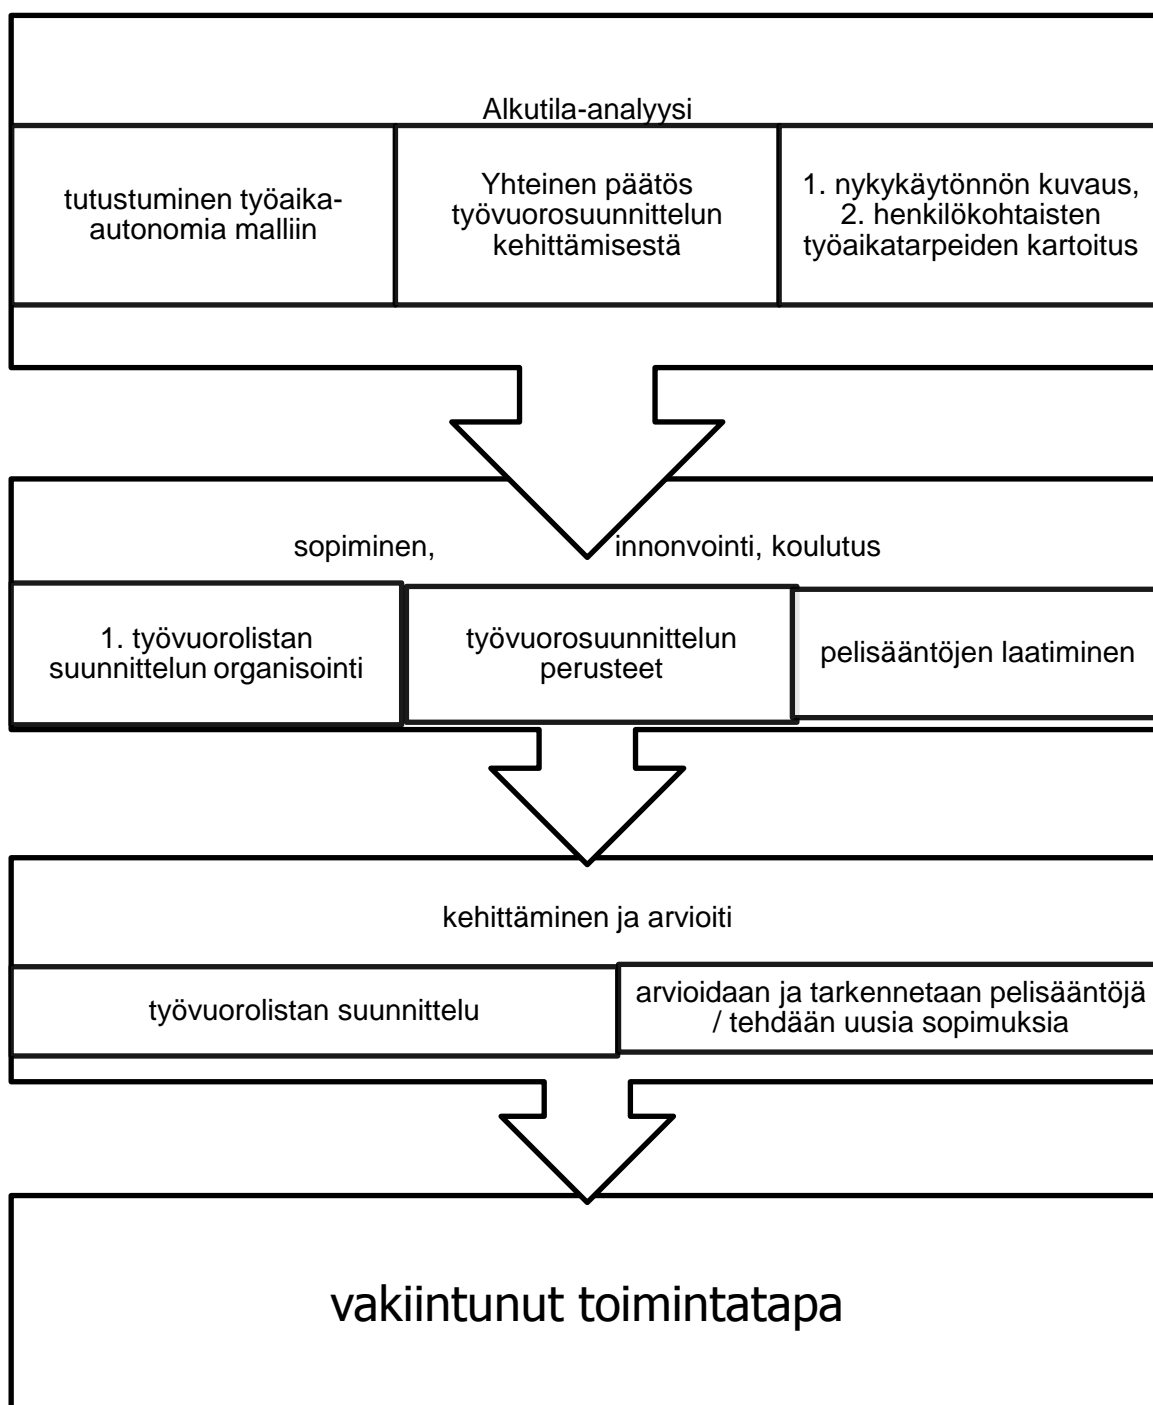 Alkutila-analyysi
tutustuminen työaika-
autonomia malliin
Yhteinen päätös
työvuorosuunnittelun
kehittämisestä
1. nykykäytönnön kuvaus,
2. henkilökohtaisten
työaikatarpeiden kartoitus
sopiminen, innonvointi, koulutus
1. työvuorolistan
suunnittelun organisointi
työvuorosuunnittelun
perusteet
pelisääntöjen laatiminen
kehittäminen ja arvioiti
työvuorolistan suunnittelu
arvioidaan ja tarkennetaan pelisääntöjä
/ tehdään uusia sopimuksia
vakiintunut toimintatapa